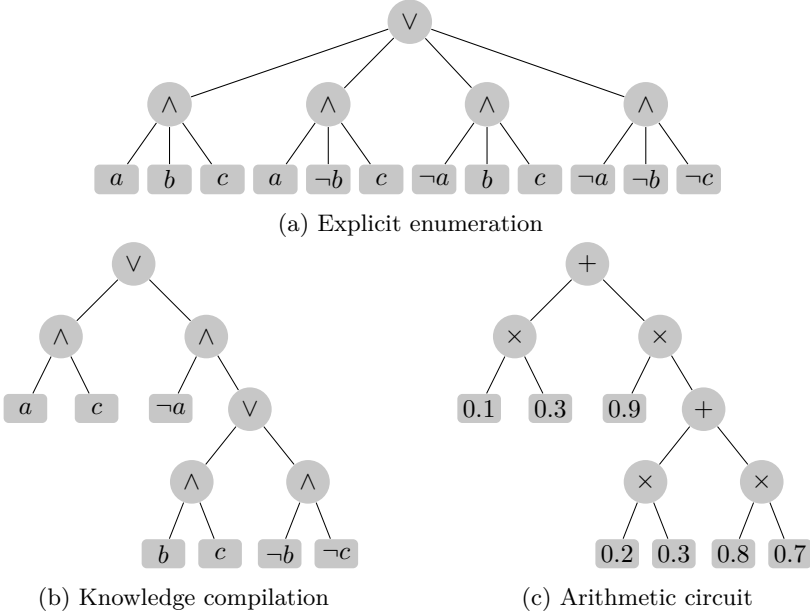 ∨
∧ ∧ ∧ ∧
a b c a ¬b c ¬a b c ¬a ¬b ¬c
(a) Explicit enumeration
∨ +
∧ ∧ × ×
a c ¬a ∨ 0.1 0.3 0.9 +
∧ ∧ × ×
b c ¬b ¬c 0.2 0.3 0.8 0.7
(b) Knowledge compilation (c) Arithmetic circuit